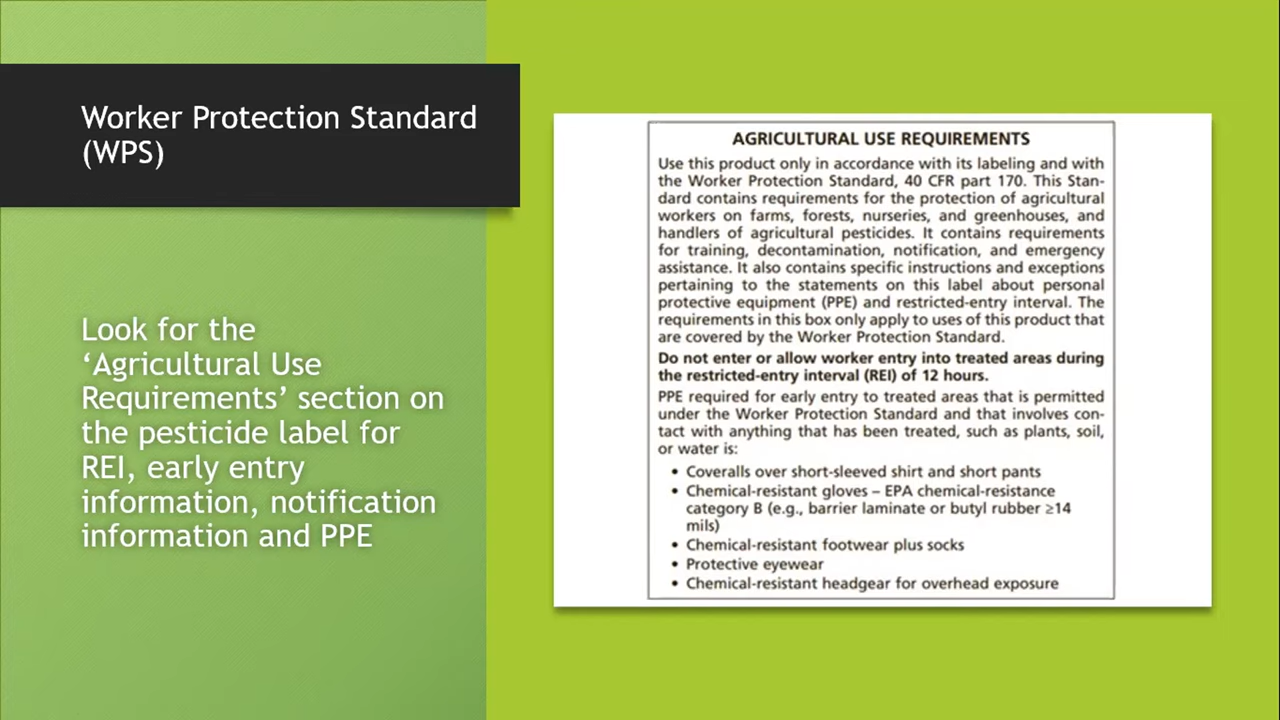 Worker Protection Standard
(WPS)
Look for the
‘Agricultural Use
Requirements’ section on
the pesticide label for
REI, early entry
information, notification
information and PPE
AGRICULTURAL USE REQUIREMENTS
Use this product only in accordance with its labeling and with
the Worker Protection Standard, 40 CFR part 170. This Stan-
dard contains requirements for the protection of agricultural
workers on farms, forests, nurseries, and greenhouses, and
handlers of agricultural pesticides. It contains requirements
for training, decontamination, notification, and emergency
assistance. It also contains specific instructions and exceptions
pertaining to the statements on this label about personal
protective equipment (PPE) and restricted-entry interval. The
requirements in this box only apply to uses of this product that
are covered by the Worker Protection Standard.
Do not enter or allow worker entry into treated areas during
the restricted-entry interval (REI) of 12 hours.
PPE required for early entry to treated areas that is permitted
under the Worker Protection Standard and that involves con-
tact with anything that has been treated, such as plants, soil,
or water is:
• Coveralls over short-sleeved shirt and short pants
• Chemical-resistant gloves – EPA chemical-resistance
category B (e.g., barrier laminate or butyl rubber ≥14
mils)
• Chemical-resistant footwear plus socks
• Protective eyewear
• Chemical-resistant headgear for overhead exposure